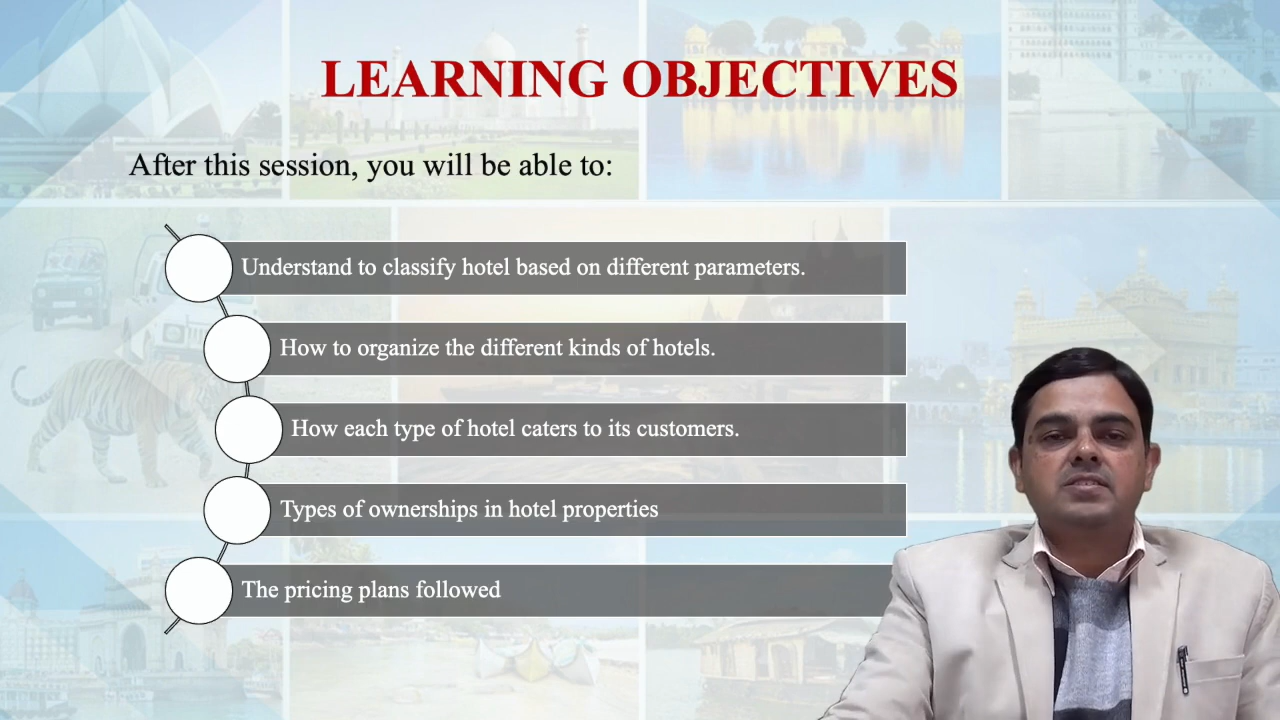 LEARNING OBJECTIVES
After this session, you will be able to:
Understand to classify hotel based on different parameters.
How to organize the different kinds of hotels.
How each type of hotel caters to its customers.
Types of ownerships in hotel properties
The pricing plans followed